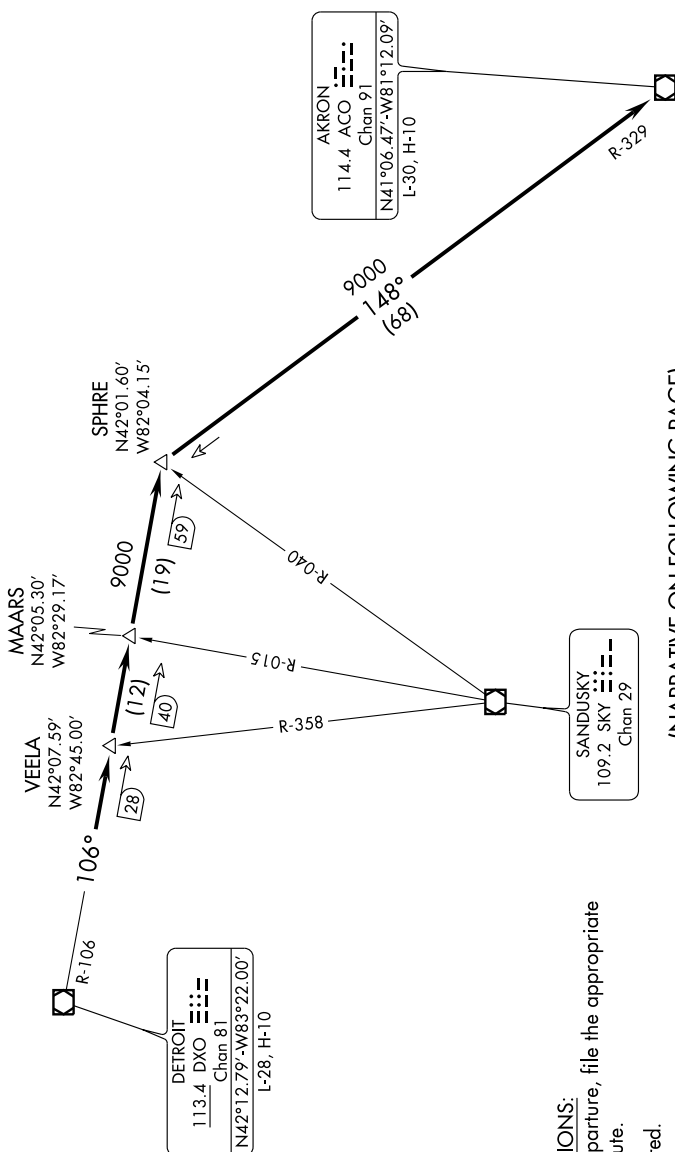 DETROIT
113.4 DXO
Chan 81
N42°12.79′-W83°22.00′
L-28, H-10
R-106
106°
VEELA
N42°07.59′
W82°45.00′
28
(12)
40
MAARS
N42°05.30′
W82°29.17′
9000
(19)
59
SPHRE
N42°01.60′
W82°04.15′
R-358
R-015
R-040
SANDUSKY
109.2 SKY
Chan 29
9000
148°
(68)
R-329
AKRON
114.4 ACO
Chan 91
N41°06.47′-W81°12.09′
L-30, H-10
(NARRATIVE ON FOLLOWING PAGE)
IONS:
parture, file the appropriate
ute.
red.